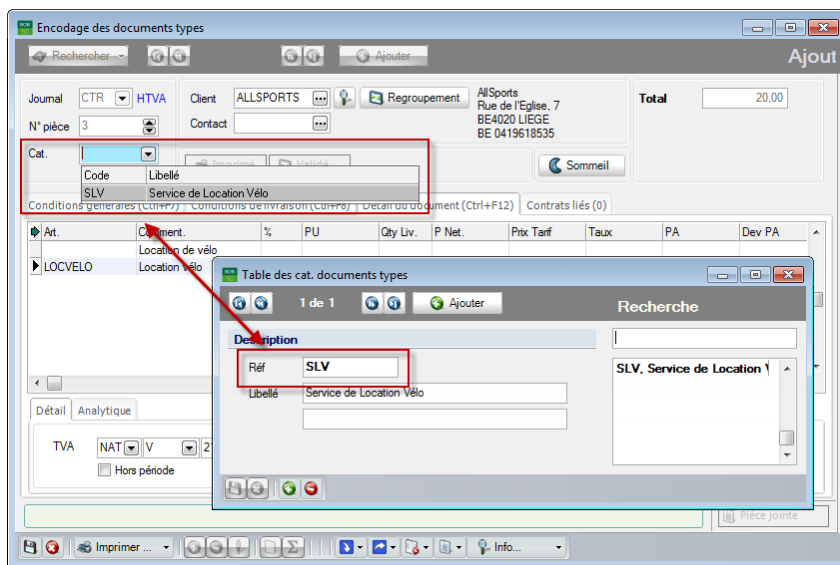 Encodage des documents types
Rechercher
Ajouter
Ajout
Journal CTR HTVA Client ALLSPORTS ... Regroupement
AllSports
Rue de l'Eglise, 7
BE4020 LIEGE
BE 0419618535
Total 20,00
N° pièce 3 Contact ...
Cat.
Imprimé Validé
Sommeil
Code Libellé
SLV Service de Location Vélo
Conditions générales (Ctrl+F7) Conditions de livraison (Ctrl+F8) Détail du document (Ctrl+F12) Contrats liés (0)
Art. Comment. % PU Qty Liv. P Net. Prix Tarif Taux PA Dev PA
Location de vélo
LOCVELO Location vélo
BOB 50 Table des cat. documents types
1 de 1 Ajouter
Recherche
Description
Réf SLV
SLV, Service de Location
Libellé Service de Location Vélo
Détail Analytique
TVA NAT V
Hors période
Pièce jointe
Imprimer ... Info...